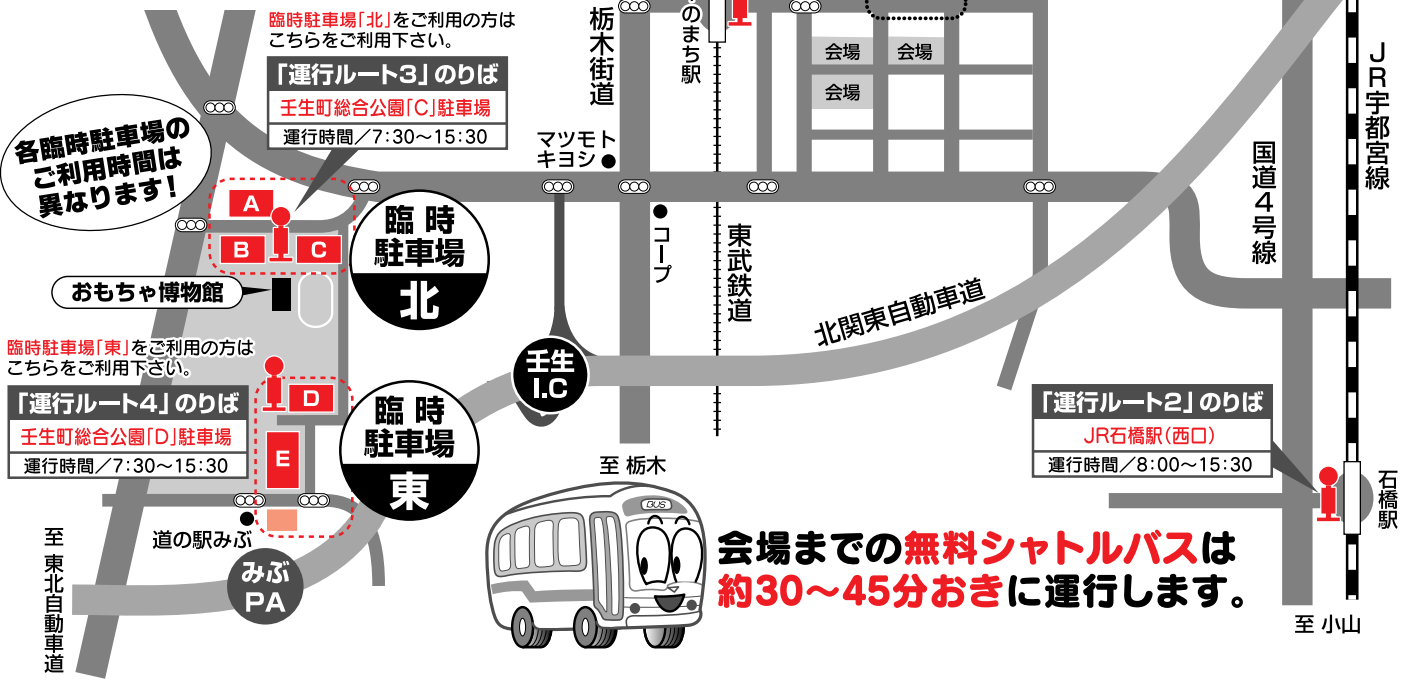 臨時駐車場「北」をご利用の方は
こちらをご利用下さい。
「運行ルート3」のりば
壬生町総合公園「C」駐車場
運行時間／7:30～15:30
各臨時駐車場の
ご利用時間は
異なります!
栃木街道
のまち駅
会場
会場
会場
マツモト
キヨシ
JR宇都宮線
国道4号線
A
B
C
臨時
駐車場
北
おもちゃ博物館
コープ
東武鉄道
北関東自動車道
臨時駐車場「東」をご利用の方は
こちらをご利用下さい。
「運行ルート4」のりば
壬生町総合公園「D」駐車場
運行時間／7:30～15:30
D
E
臨時
駐車場
東
壬生
I.C
至 栃木
「運行ルート2」のりば
JR石橋駅(西口)
運行時間／8:00～15:30
石橋駅
道の駅みぶ
みぶ
PA
至 東北自動車道
BUS
会場までの無料シャトルバスは
約30～45分おきに運行します。
至 小山